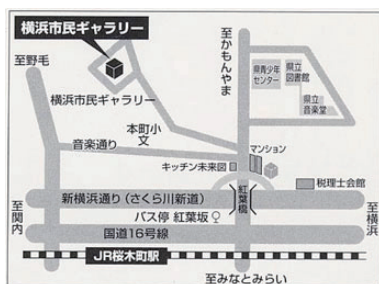 横浜市民ギャラリー
至野毛
横浜市民ギャラリー
至かもんやま
県青少年
センター
県立
図書館
県立
音楽堂
本町小
文
音楽通り
マンション
キッチン未来図
税理士会館
新横浜通り（さくら川新道）
紅葉橋
バス停 紅葉坂
国道16号線
至関内
至横浜
JR桜木町駅
至みなとみらい